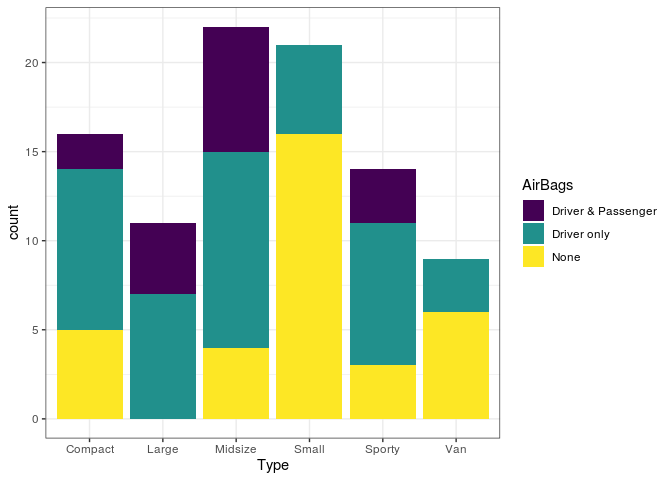 count
20
15
10
5
0
Compact Large Midsize Small Sporty Van
Type
AirBags
Driver & Passenger
Driver only
None